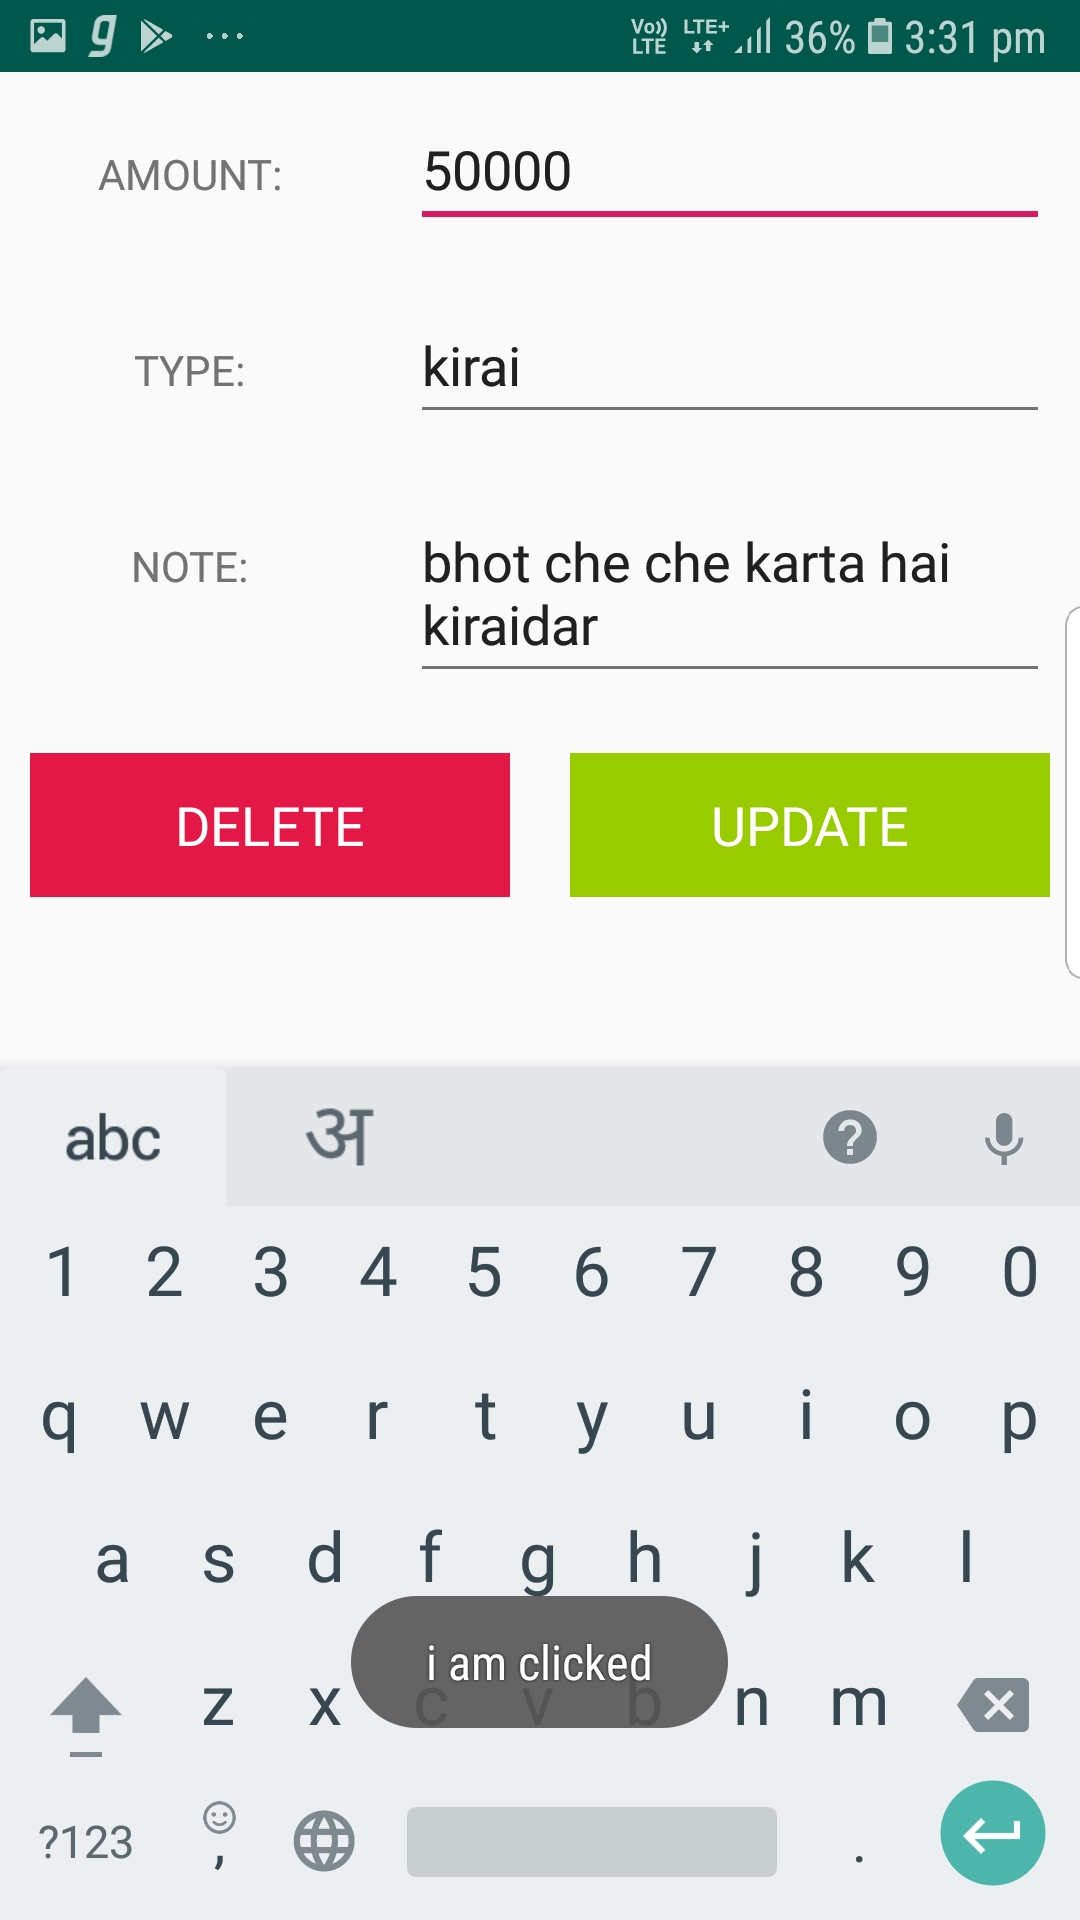 g
Vo)) LTE LTE+ 36% 3:31 pm
AMOUNT: 50000
TYPE: kirai
NOTE: bhot che che karta hai
kiraidar
DELETE UPDATE
abc अ ?
1 2 3 4 5 6 7 8 9 0
q w e r t y u i o p
a s d f g h j k l
i am clicked
z x c v b n m
?123 , .